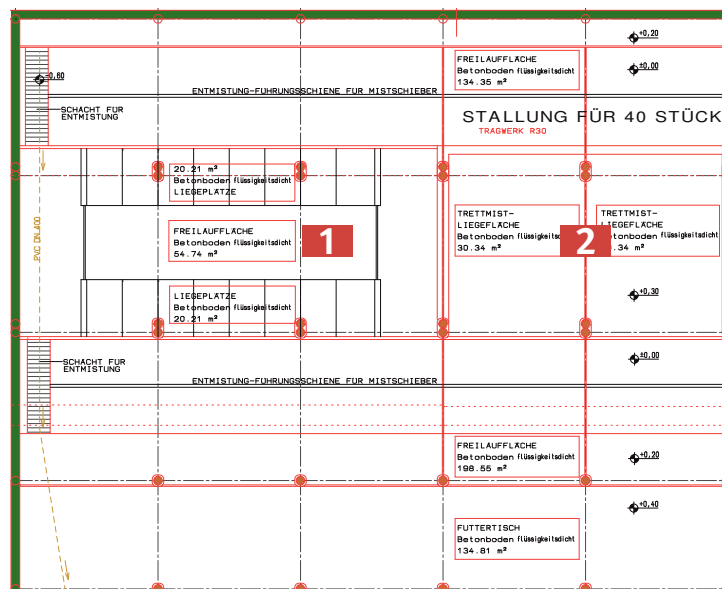 +0,20
FREILAUFFLÄCHE
Betonboden flüssigkeitsdicht
134.35 m²
±0,00
-0,60
ENTMISTUNG-FÜHRUNGSSCHIENE FÜR MISTSCHIEBER
SCHACHT FÜR
ENTMISTUNG
STALLUNG FÜR 40 STÜCK
TRAGWERK R30
20.21 m²
Betonboden flüssigkeitsdicht
LIEGEPLÄTZE
PVC DN 400
FREILAUFFLÄCHE
Betonboden flüssigkeitsdicht
54.74 m²
1
TRETTMIST-
LIEGEFLÄCHE
Betonboden
30.34 m²
2
TRETTMIST-
Betonboden flüssigkeitsdicht
.34 m²
LIEGEPLÄTZE
Betonboden flüssigkeitsdicht
20.21 m²
+0,30
SCHACHT FÜR
ENTMISTUNG
±0,00
ENTMISTUNG-FÜHRUNGSSCHIENE FÜR MISTSCHIEBER
FREILAUFFLÄCHE
Betonboden flüssigkeitsdicht
198.55 m²
+0,20
+0,40
FUTTERTISCH
Betonboden flüssigkeitsdicht
134.81 m²